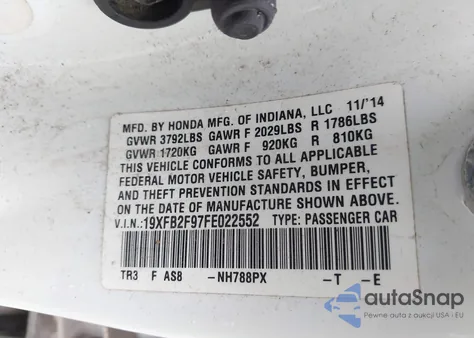 MFD. BY HONDA MFG. OF INDIANA, LLC 11/'14
GVWR 3792LBS GAWR F 2029LBS R 1786LBS
GVWR 1720KG GAWR F 920KG R 810KG
THIS VEHICLE CONFORMS TO ALL APPLICABLE
FEDERAL MOTOR VEHICLE SAFETY, BUMPER,
AND THEFT PREVENTION STANDARDS IN EFFECT
ON THE DATE OF MANUFACTURE SHOWN ABOVE.
V.I.N.:19XFB2F97FE022552 TYPE: PASSENGER CAR
TR3 F AS8 -NH788PX -T -E
autoSnap
Pewne auta z aukcji USA - EU